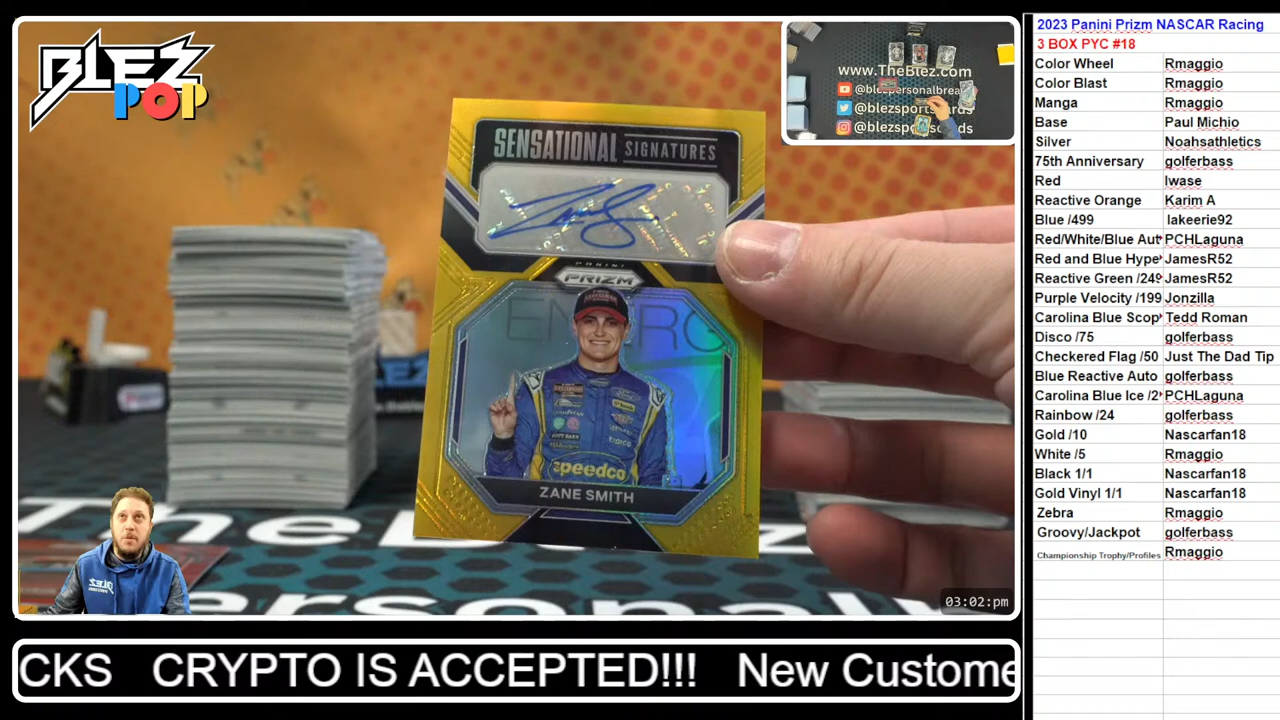 BLEZ
POP
SENSATIONAL SIGNATURES
PANINI
PRIZM
speedco
ZANE SMITH
www.TheBlez.com
@blezpersonalbrea
@blezsportscards
03:02:pm
CKS CRYPTO IS ACCEPTED!!! New Custome
2023 Panini Prizm NASCAR Racing
3 BOX PYC #18
Color Wheel Rmaggio
Color Blast Rmaggio
Manga Rmaggio
Base Paul Michio
Silver Noahsathletics
75th Anniversary golferbass
Red Iwase
Reactive Orange Karim A
Blue /499 lakeerie92
Red/White/Blue Aut PCHLaguna
Red and Blue Hype JamesR52
Reactive Green /249 JamesR52
Purple Velocity /199 Jonzilla
Carolina Blue Scop Tedd Roman
Disco /75 golferbass
Checkered Flag /50 Just The Dad Tip
Blue Reactive Auto golferbass
Carolina Blue Ice /2 PCHLaguna
Rainbow /24 golferbass
Gold /10 Nascarfan18
White /5 Rmaggio
Black 1/1 Nascarfan18
Gold Vinyl 1/1 Nascarfan18
Zebra Rmaggio
Groovy/Jackpot golferbass
Championship Trophy/Profiles Rmaggio